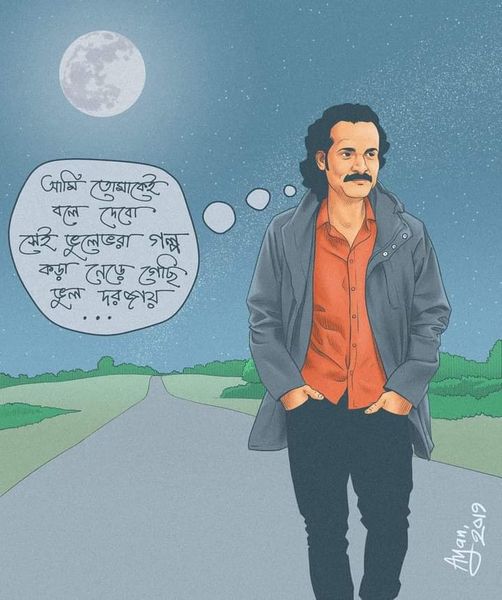 আমি তোমাকেই
বলে দেবো
সেই ভুলেভরা গল্প
কড়া নেড়ে গেছি
ভুল দরজায়
...
Ayan,
2019